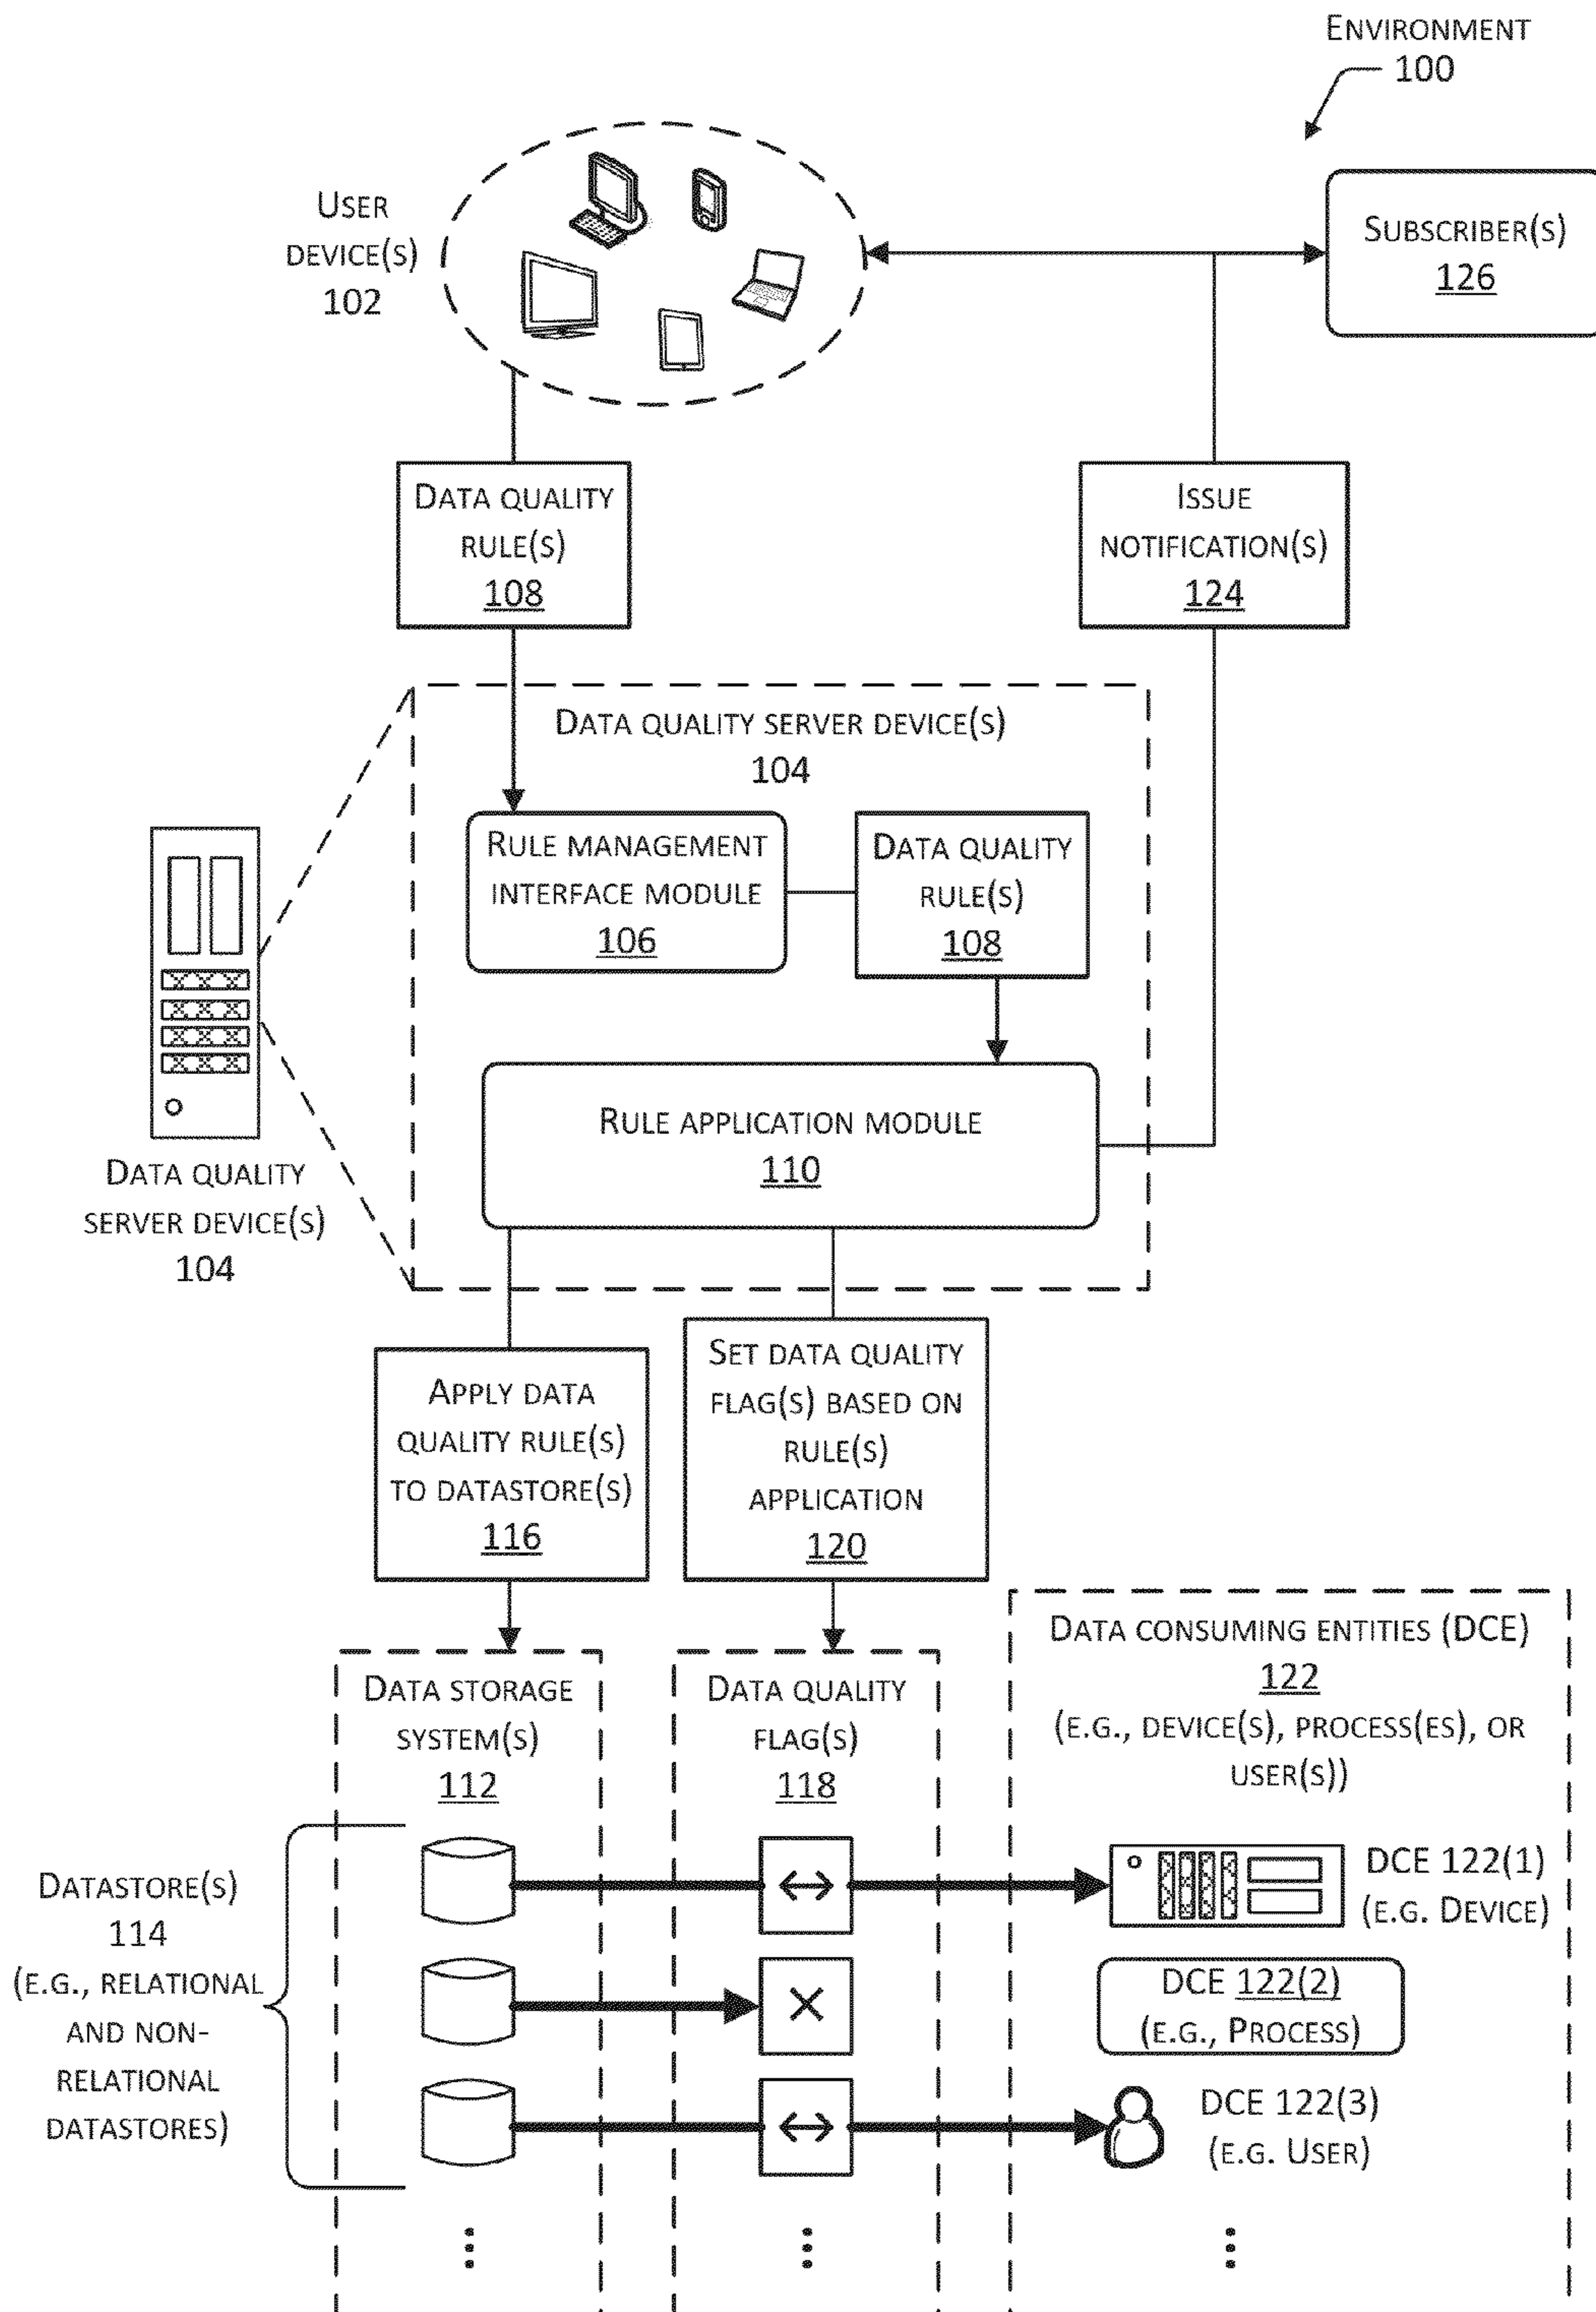 ENVIRONMENT
100
USER
DEVICE(S)
102
SUBSCRIBER(S)
126
DATA QUALITY
RULE(S)
108
ISSUE
NOTIFICATION(S)
124
DATA QUALITY SERVER DEVICE(S)
104
RULE MANAGEMENT
INTERFACE MODULE
106
DATA QUALITY
RULE(S)
108
RULE APPLICATION MODULE
110
DATA QUALITY
SERVER DEVICE(S)
104
APPLY DATA
QUALITY RULE(S)
TO DATASTORE(S)
116
SET DATA QUALITY
FLAG(S) BASED ON
RULE(S)
APPLICATION
120
DATA STORAGE
SYSTEM(S)
112
DATA QUALITY
FLAG(S)
118
DATA CONSUMING ENTITIES (DCE)
122
(E.G., DEVICE(S), PROCESS(ES), OR
USER(S))
DATASTORE(S)
114
(E.G., RELATIONAL
AND NON-
RELATIONAL
DATASTORES)
DCE 122(1)
(E.G. DEVICE)
DCE 122(2)
(E.G., PROCESS)
DCE 122(3)
(E.G. USER)